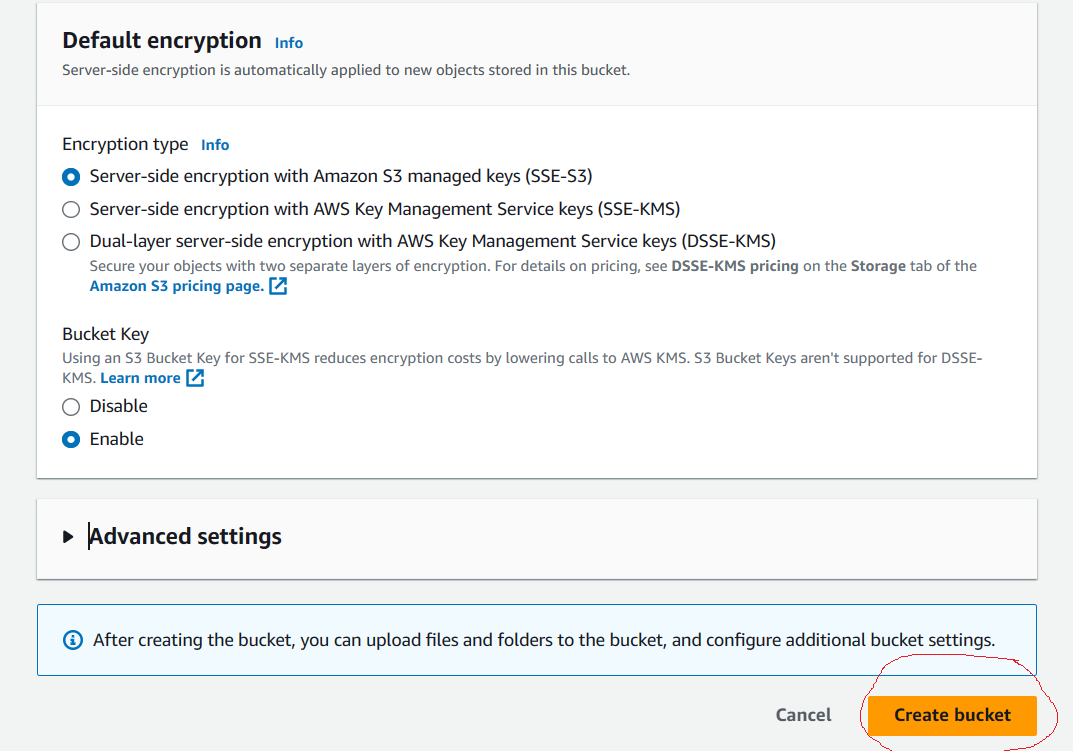 Default encryption Info
Server-side encryption is automatically applied to new objects stored in this bucket.
Encryption type Info
Server-side encryption with Amazon S3 managed keys (SSE-S3)
Server-side encryption with AWS Key Management Service keys (SSE-KMS)
Dual-layer server-side encryption with AWS Key Management Service keys (DSSE-KMS)
Secure your objects with two separate layers of encryption. For details on pricing, see DSSE-KMS pricing on the Storage tab of the
Amazon S3 pricing page.
Bucket Key
Using an S3 Bucket Key for SSE-KMS reduces encryption costs by lowering calls to AWS KMS. S3 Bucket Keys aren't supported for DSSE-
KMS. Learn more
Disable
Enable
Advanced settings
After creating the bucket, you can upload files and folders to the bucket, and configure additional bucket settings.
Cancel Create bucket